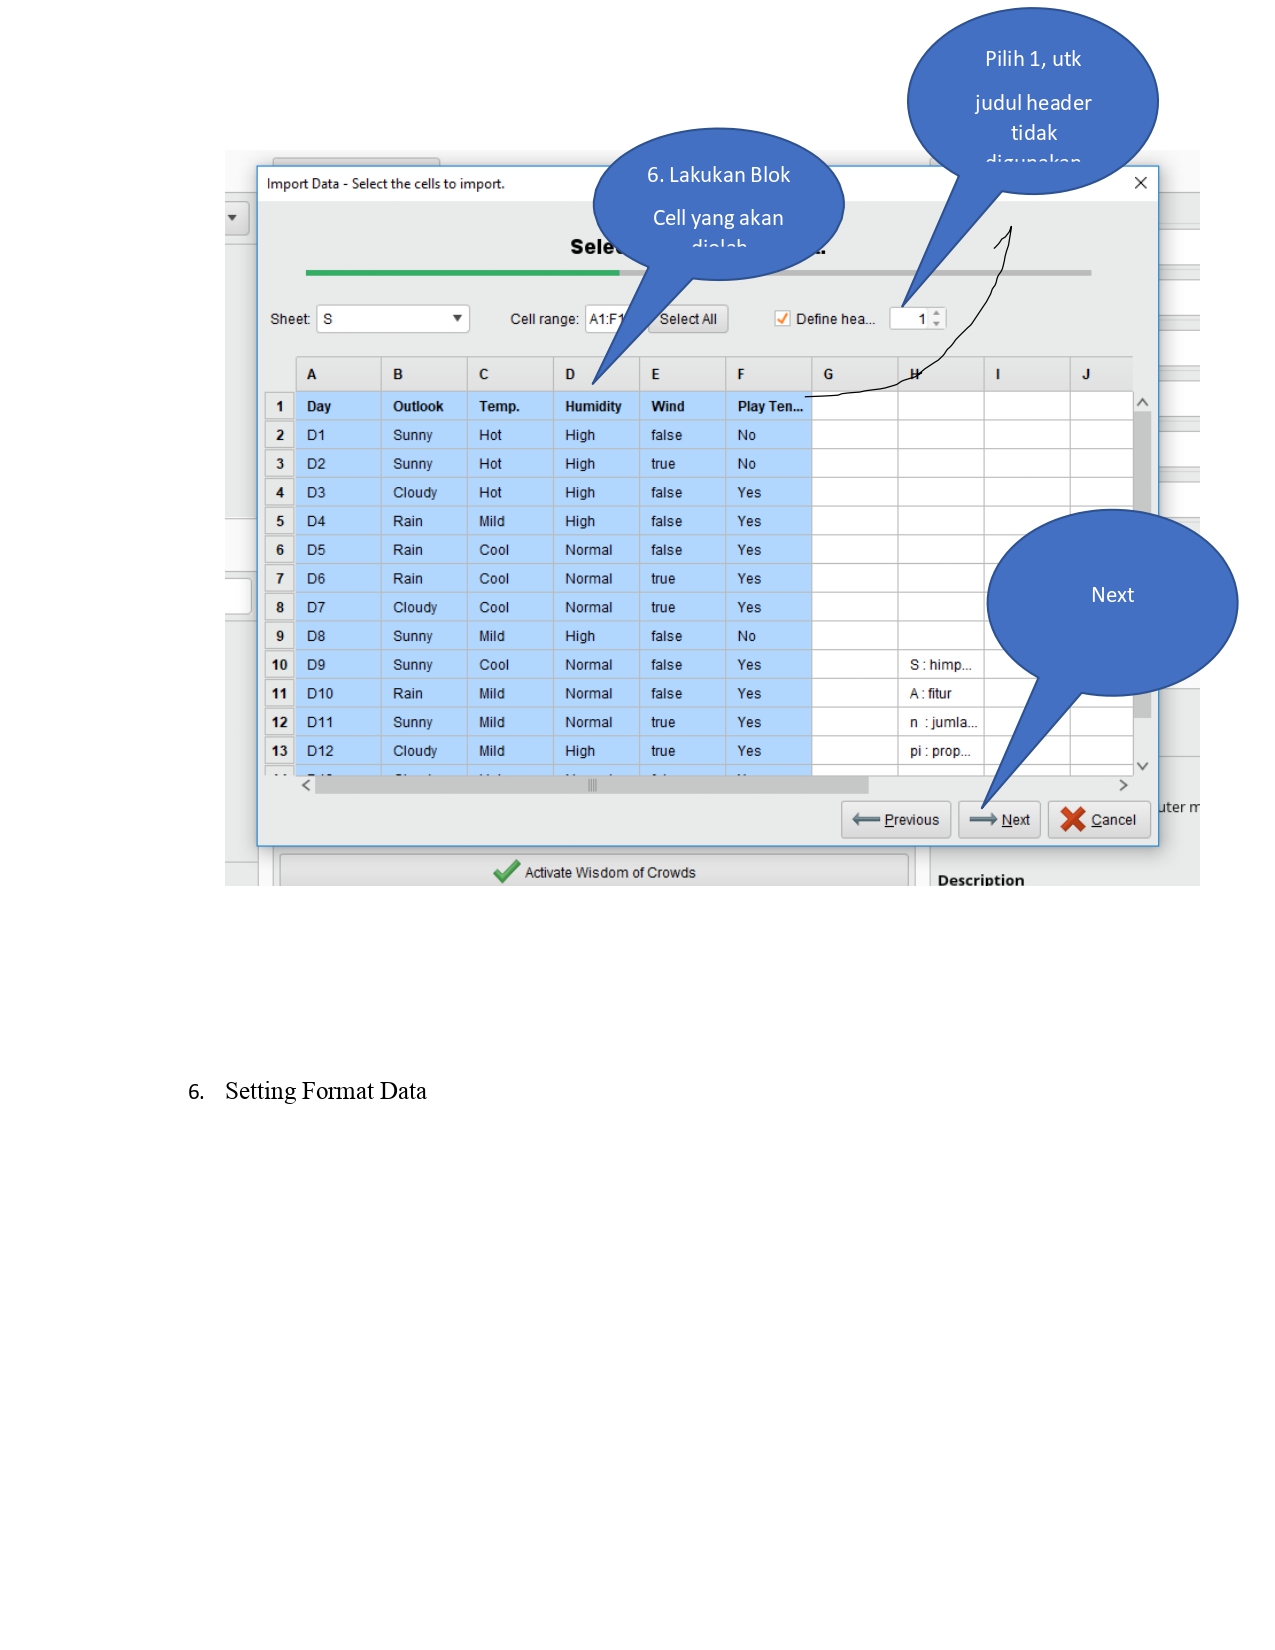 Pilih 1, utk
judul header
tidak
digunakan
6. Lakukan Blok
Cell yang akan
diolah
Import Data - Select the cells to import.
Sheet: S Cell range: A1:F1 Select All Define hea... 1
A B C D E F G H I J
1 Day Outlook Temp. Humidity Wind Play Ten...
2 D1 Sunny Hot High false No
3 D2 Sunny Hot High true No
4 D3 Cloudy Hot High false Yes
5 D4 Rain Mild High false Yes
6 D5 Rain Cool Normal false Yes
7 D6 Rain Cool Normal true Yes
8 D7 Cloudy Cool Normal true Yes
9 D8 Sunny Mild High false No
10 D9 Sunny Cool Normal false Yes S : himp...
11 D10 Rain Mild Normal false Yes A : fitur
12 D11 Sunny Mild Normal true Yes n : jumla...
13 D12 Cloudy Mild High true Yes pi : prop...
Next
Previous Next Cancel
Activate Wisdom of Crowds
Description
6. Setting Format Data